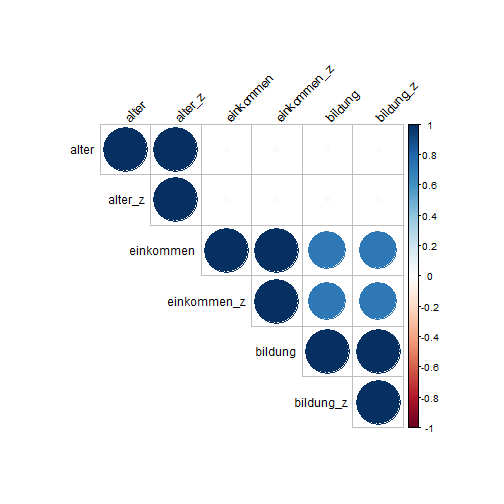 alter
alter_z
einkommen
einkommen_z
bildung
bildung_z
alter
alter_z
einkommen
einkommen_z
bildung
bildung_z
1
0.8
0.6
0.4
0.2
0
-0.2
-0.4
-0.6
-0.8
-1